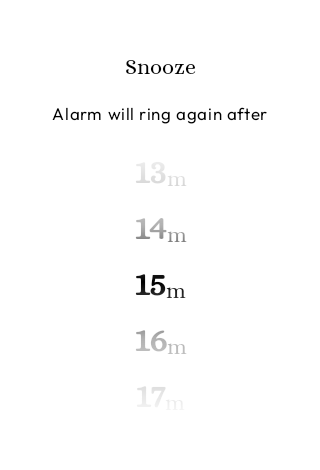 Snooze
Alarm will ring again after
13m
14m
15m
16m
17m